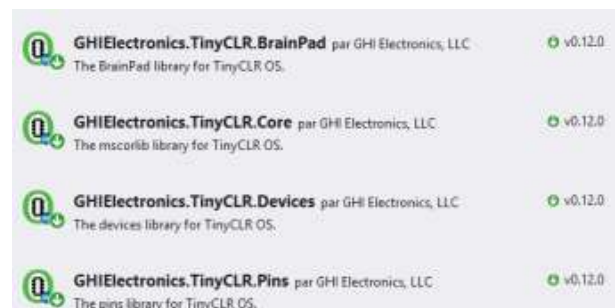 GHIElectronics.TinyCLR.BrainPad par GHI Electronics, LLC v0.12.0
The BrainPad library for TinyCLR OS.
GHIElectronics.TinyCLR.Core par GHI Electronics, LLC v0.12.0
The mscorlib library for TinyCLR OS.
GHIElectronics.TinyCLR.Devices par GHI Electronics, LLC v0.12.0
The devices library for TinyCLR OS.
GHIElectronics.TinyCLR.Pins par GHI Electronics, LLC v0.12.0
The pins library for TinyCLR OS.